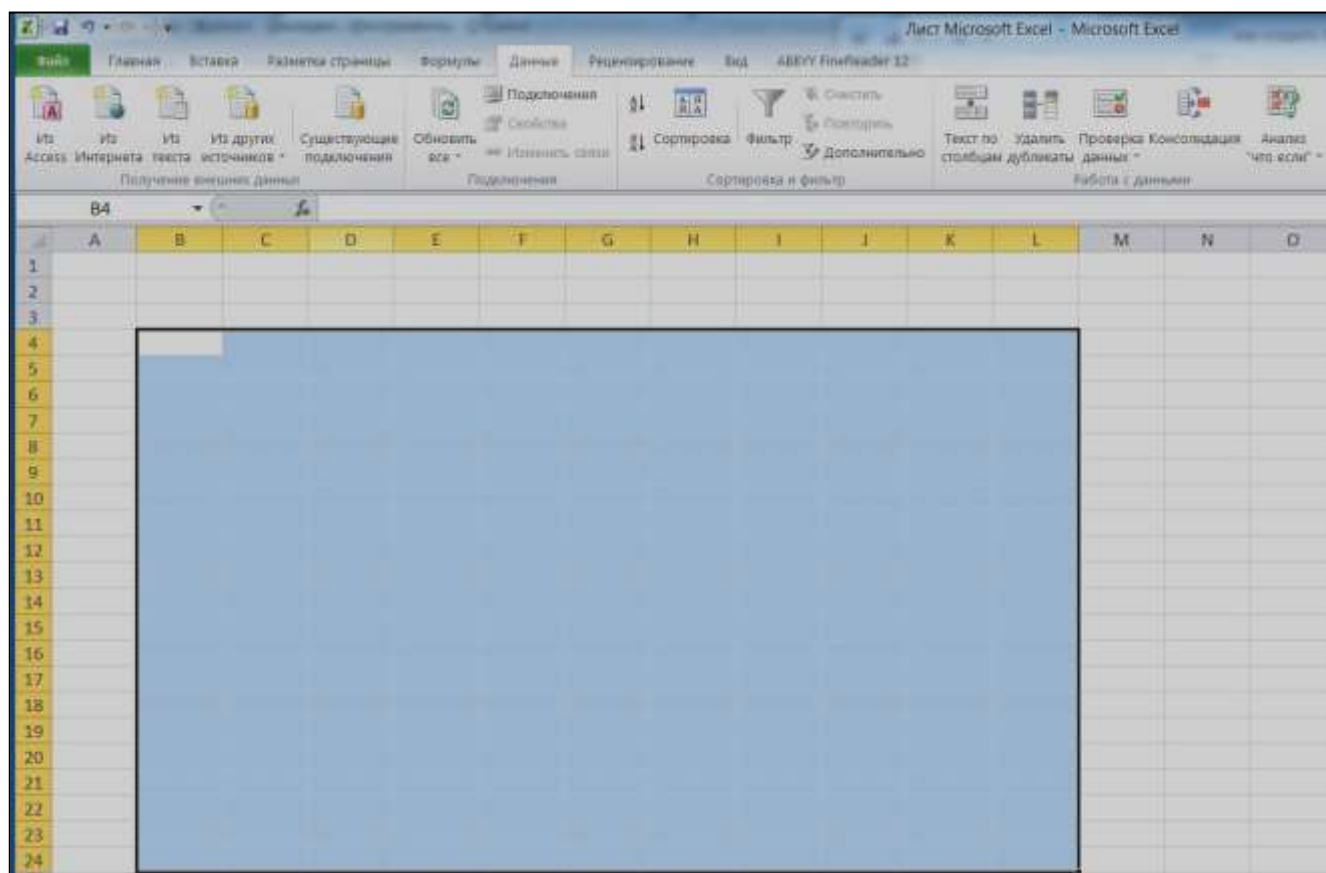 Лист Microsoft Excel - Microsoft Excel
Файл Главная Вставка Разметка страницы Формулы Данные Рецензирование Вид ABBYY FineReader 12
Из Access
Из Интернета
Из текста
Из других источников
Существующие подключения
Получение внешних данных
Обновить все
Подключения
Свойства
Изменить связи
Подключения
Сортировка
Фильтр
Очистить
Повторить
Дополнительно
Сортировка и фильтр
Текст по столбцам
Удалить дубликаты
Проверка данных
Консолидация
Анализ "что если"
Работа с данными
B4
fx
A B C D E F G H I J K L M N O
1
2
3
4
5
6
7
8
9
10
11
12
13
14
15
16
17
18
19
20
21
22
23
24